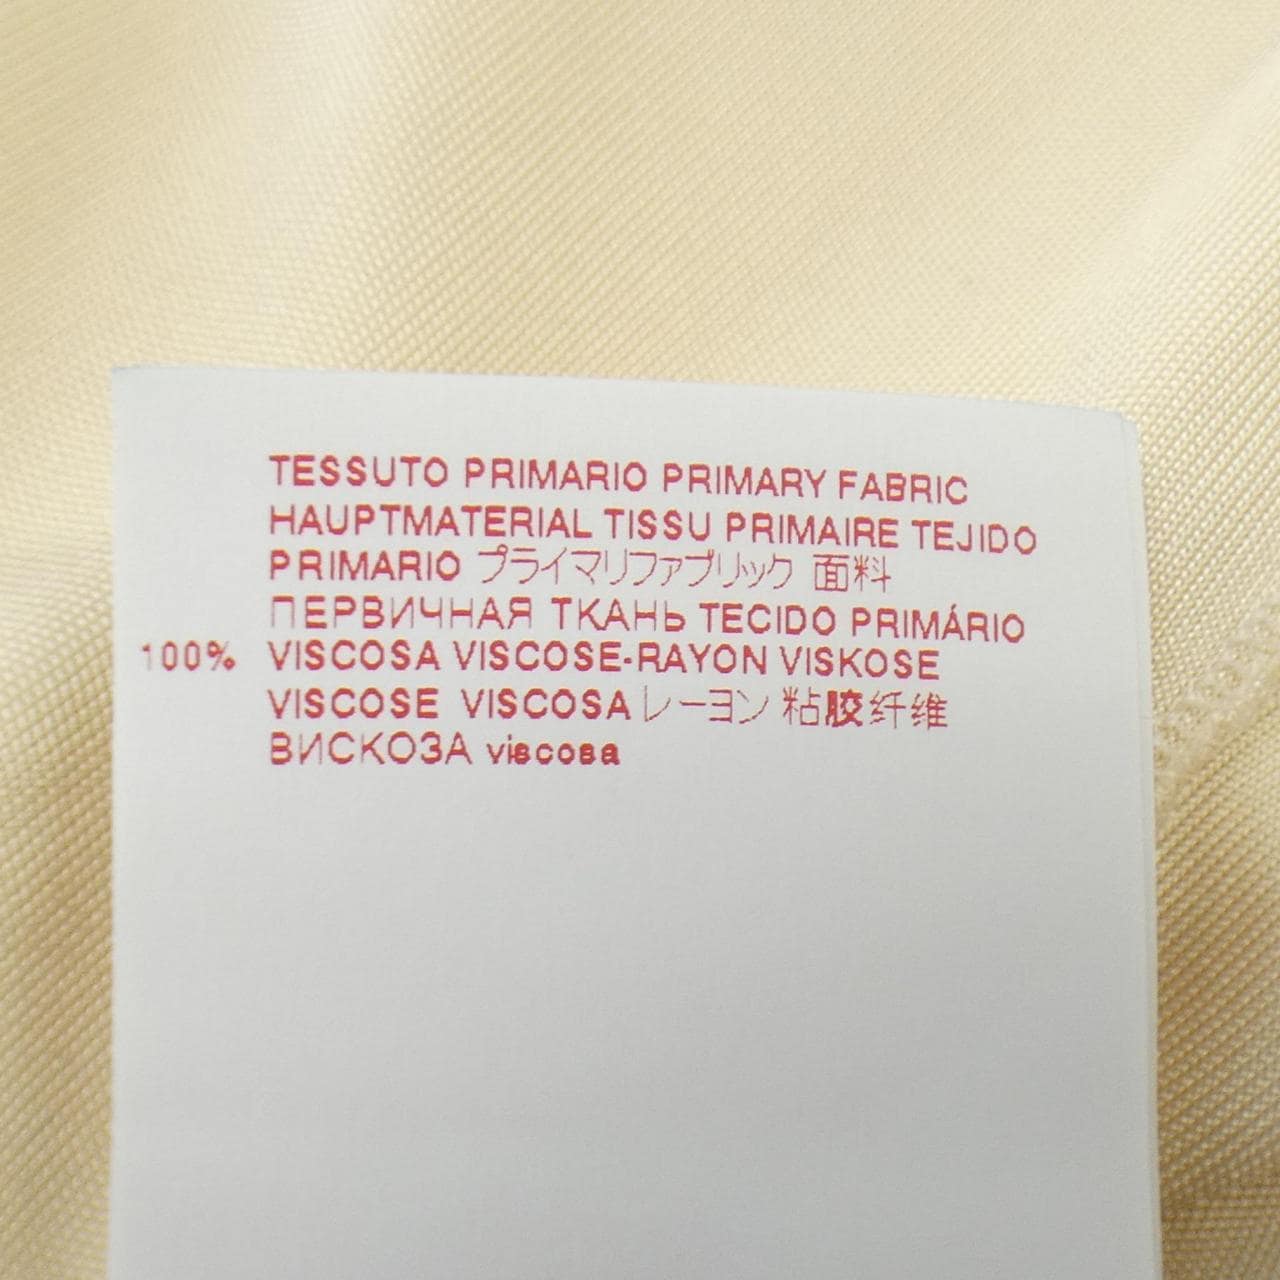 TESSUTO PRIMARIO PRIMARY FABRIC
HAUPTMATERIAL TISSU PRIMAIRE TEJIDO
PRIMARIO プライマリファブリック 面料
ПЕРВИЧНАЯ ТКАНЬ TECIDO PRIMÁRIO
100% VISCOSA VISCOSE-RAYON VISKOSE
VISCOSE VISCOSA レーヨン 粘胶纤维
ВИСКОЗА viscosa